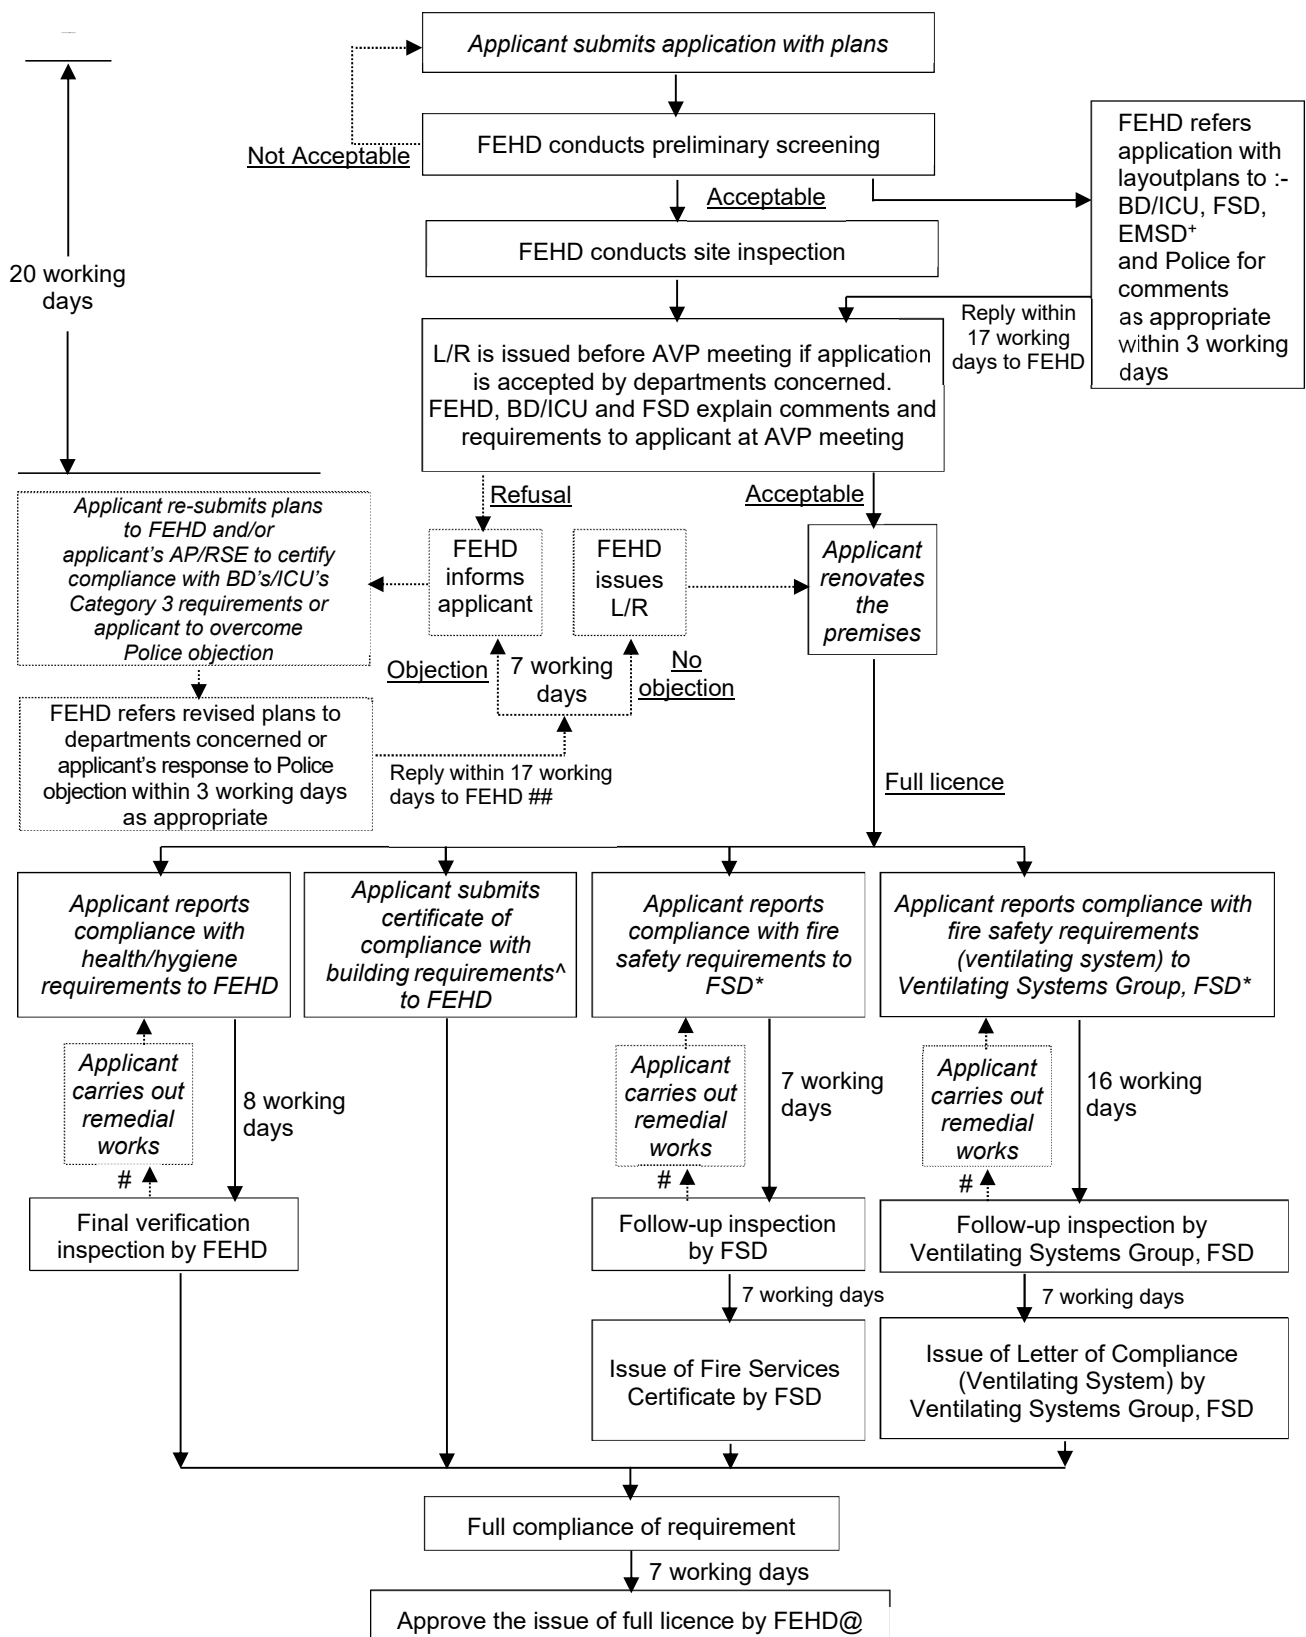 Applicant submits application with plans
FEHD conducts preliminary screening
Not Acceptable
Acceptable
FEHD refers
application with
layoutplans to :-
BD/ICU, FSD,
EMSD⁺
and Police for
comments
as appropriate
within 3 working
days
FEHD conducts site inspection
20 working
days
Reply within
17 working
days to FEHD
L/R is issued before AVP meeting if application
is accepted by departments concerned.
FEHD, BD/ICU and FSD explain comments and
requirements to applicant at AVP meeting
Refusal
Acceptable
Applicant re-submits plans
to FEHD and/or
applicant's AP/RSE to certify
compliance with BD's/ICU's
Category 3 requirements or
applicant to overcome
Police objection
FEHD
informs
applicant
FEHD
issues
L/R
Applicant
renovates
the
premises
Objection
7 working
days
No
objection
FEHD refers revised plans to
departments concerned or
applicant's response to Police
objection within 3 working days
as appropriate
Reply within 17 working
days to FEHD ##
Full licence
Applicant reports
compliance with
health/hygiene
requirements to FEHD
Applicant submits
certificate of
compliance with
building requirements^
to FEHD
Applicant reports
compliance with fire
safety requirements to
FSD*
Applicant reports compliance with
fire safety requirements
(ventilating system) to
Ventilating Systems Group, FSD*
Applicant
carries out
remedial
works
8 working
days
Applicant
carries out
remedial
works
7 working
days
Applicant
carries out
remedial
works
16 working
days
#
#
#
Final verification
inspection by FEHD
Follow-up inspection
by FSD
Follow-up inspection by
Ventilating Systems Group, FSD
7 working days
7 working days
Issue of Fire Services
Certificate by FSD
Issue of Letter of Compliance
(Ventilating System) by
Ventilating Systems Group, FSD
Full compliance of requirement
7 working days
Approve the issue of full licence by FEHD@